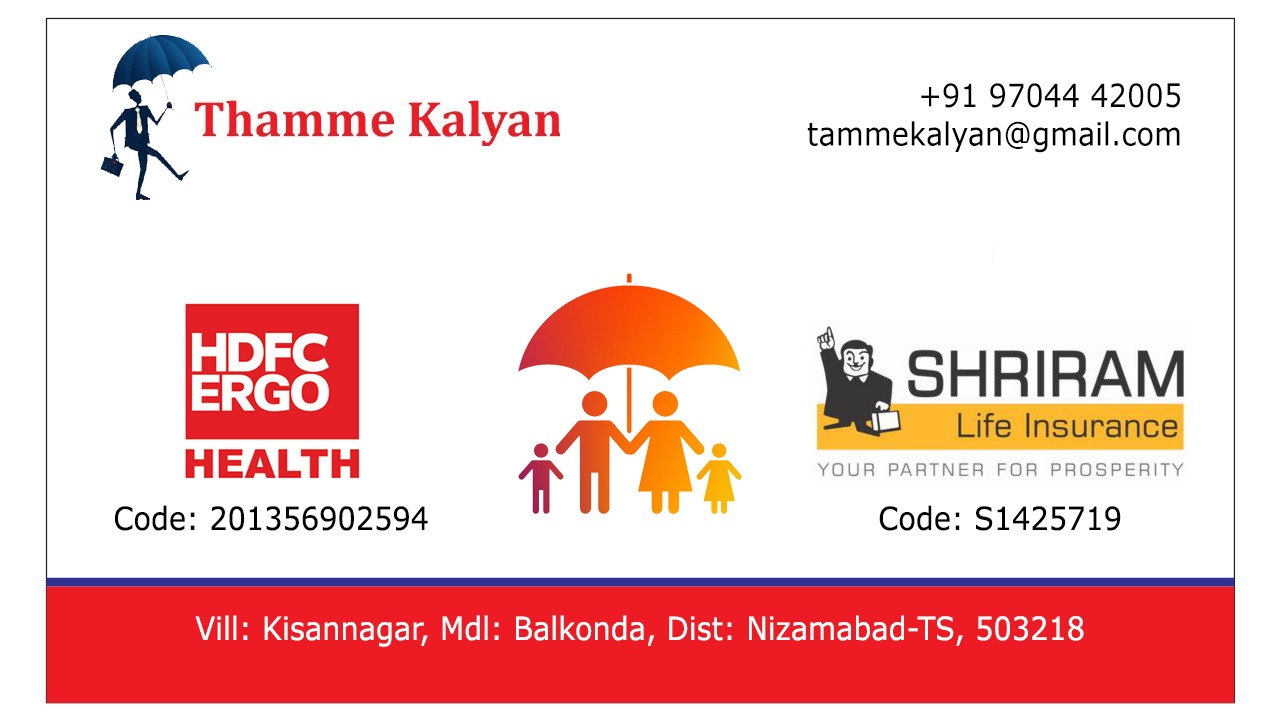 Thamme Kalyan
+91 97044 42005
tammekalyan@gmail.com
HDFC
ERGO
HEALTH
Code: 201356902594
SHRIRAM
Life Insurance
YOUR PARTNER FOR PROSPERITY
Code: S1425719
Vill: Kisannagar, Mdl: Balkonda, Dist: Nizamabad-TS, 503218